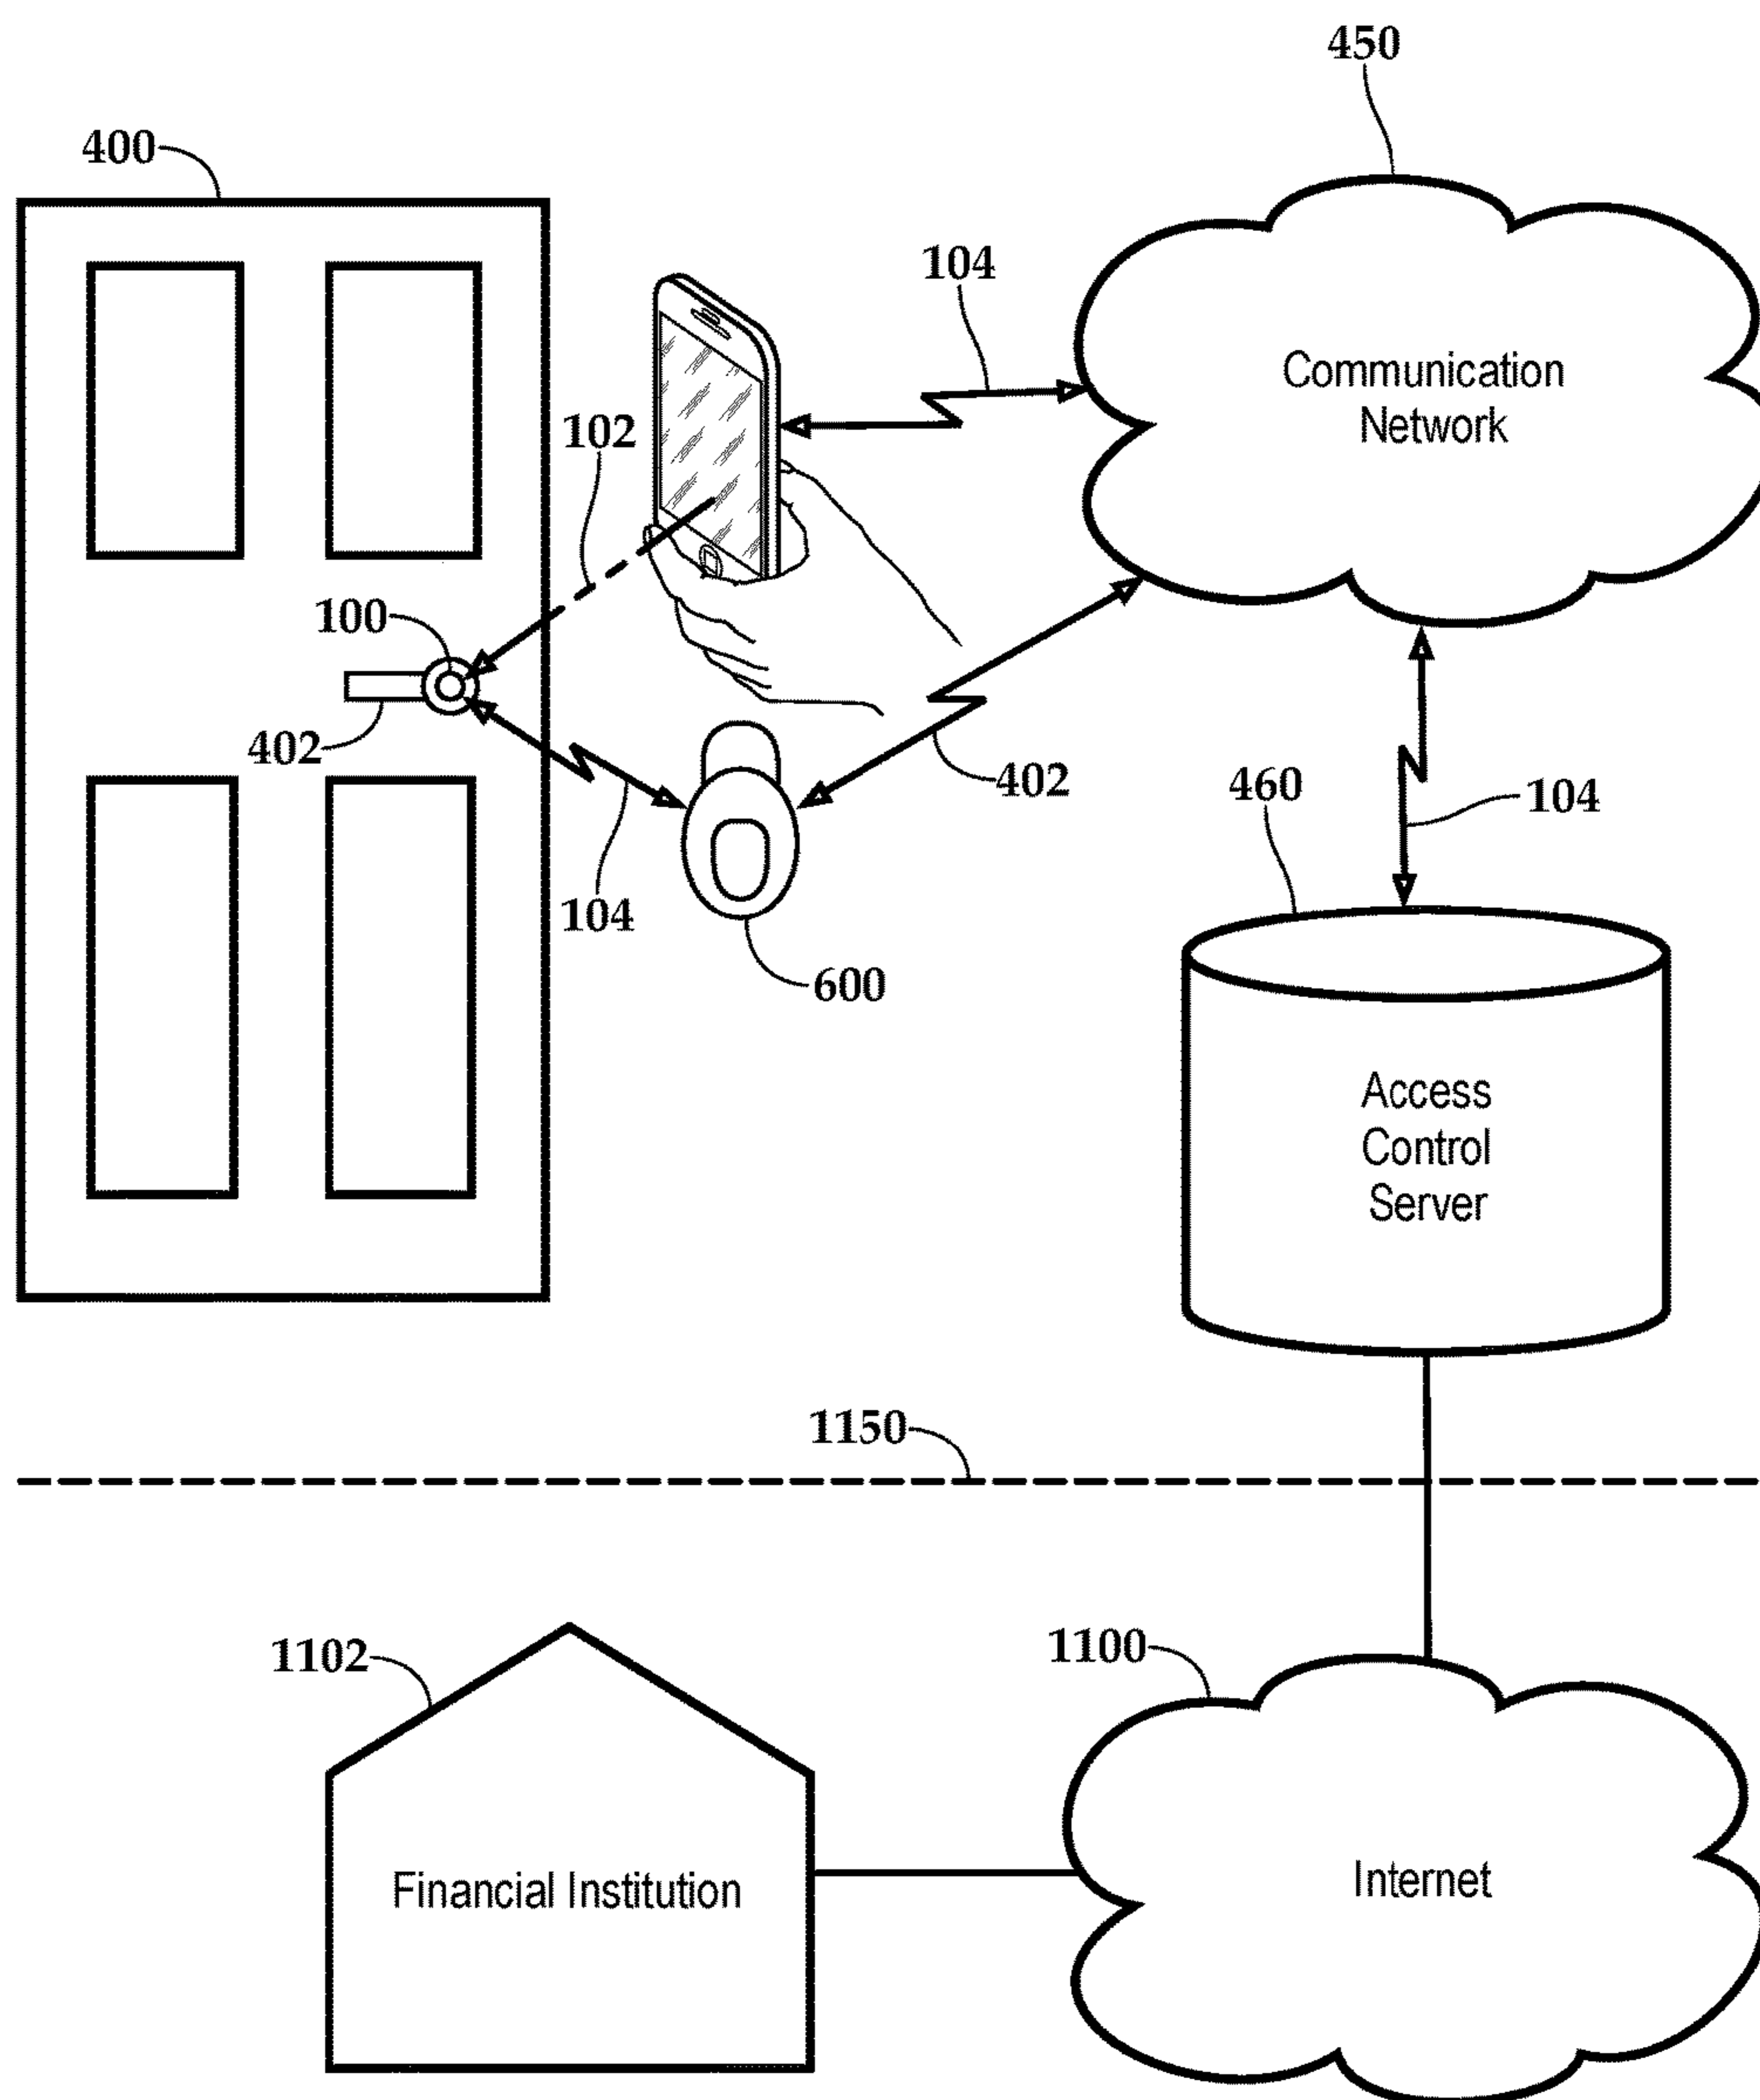 450
400
104
Communication
Network
102
100
402
402
460
104
104
600
Access
Control
Server
1150
1102
1100
Financial Institution
Internet